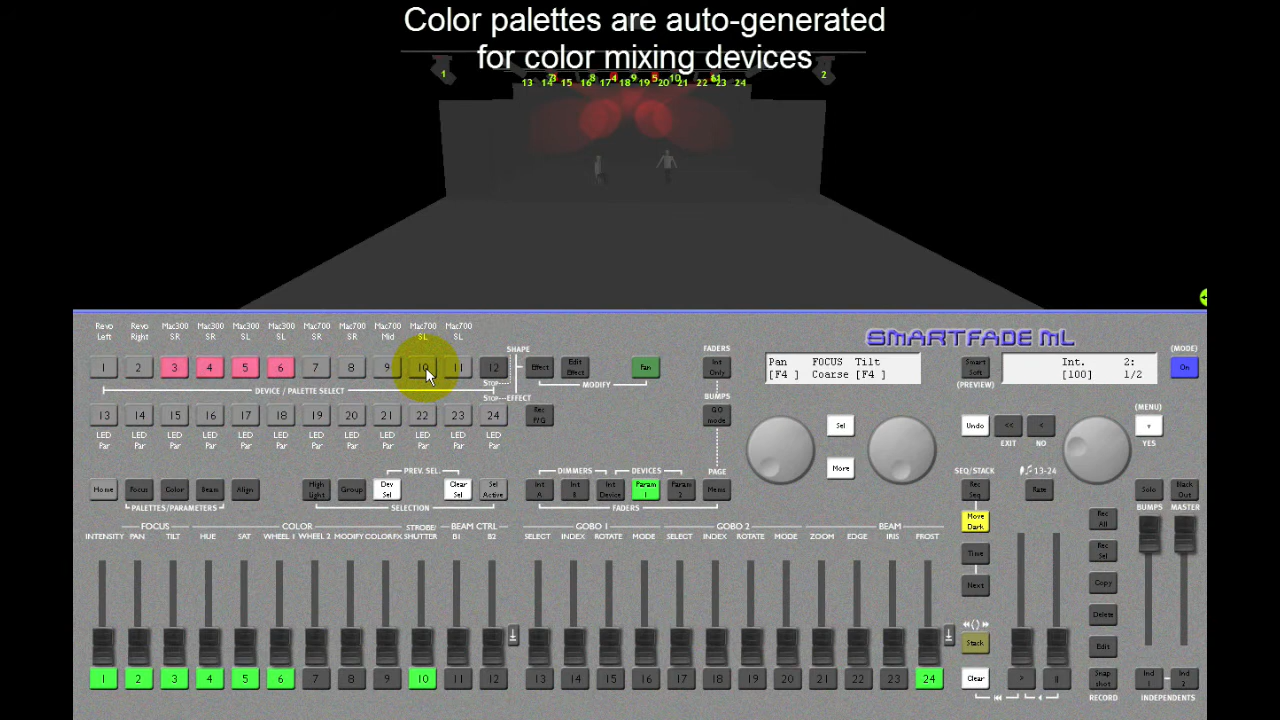 Color palettes are auto-generated
for color mixing devices
1
2
13 14 15 16 17 18 19 20 21 22 23 24
Revo Left
Revo Right
Mac300 SR
Mac300 SR
Mac300 SL
Mac300 SL
Mac700 SR
Mac700 SR
Mac700 Mid
Mac700 SL
Mac700 SL
1 2 3 4 5 6 7 8 9 10 11 12
SHAPE
Effect
Edit Effect
Fan
MODIFY
STOP
DEVICE / PALETTE SELECT
STOP EFFECT
13 14 15 16 17 18 19 20 21 22 23 24
Rec P/G
LED Par LED Par LED Par LED Par LED Par LED Par LED Par LED Par LED Par LED Par LED Par LED Par
FADERS
Int Only
BUMPS
GO mode
SMARTFADE ML
Pan FOCUS Tilt
[F4 ] Coarse [F4 ]
Smart Soft
(PREVIEW)
Int. 2:
[100] 1/2
(MODE)
On
Sel
More
Undo
<<
<
EXIT
NO
(MENU)
YES
PREV. SEL.
DIMMERS
DEVICES
PAGE
Home
Focus
Color
Beam
Align
High Light
Group
Dev Sel
Clear Sel
Sel Active
Int A
Int B
Int Device
Param 1
Param 2
Mems
PALETTES/PARAMETERS
SELECTION
FADERS
SEQ/STACK
Rec Seq
13-24
Rate
Solo
Black Out
BUMPS
MASTER
Move Dark
Rec All
Time
Rec Sel
Next
Copy
Delete
Stack
Edit
Clear
>
II
Snap shot
RECORD
Ind 1
Ind 2
INDEPENDENTS
FOCUS
COLOR
STROBE
BEAM CTRL
GOBO 1
GOBO 2
BEAM
INTENSITY PAN TILT HUE SAT WHEEL 1 WHEEL 2 MODIFY COLORFX SHUTTER B1 B2 SELECT INDEX ROTATE MODE SELECT INDEX ROTATE MODE ZOOM EDGE IRIS FROST
1 2 3 4 5 6 7 8 9 10 11 12 13 14 15 16 17 18 19 20 21 22 23 24